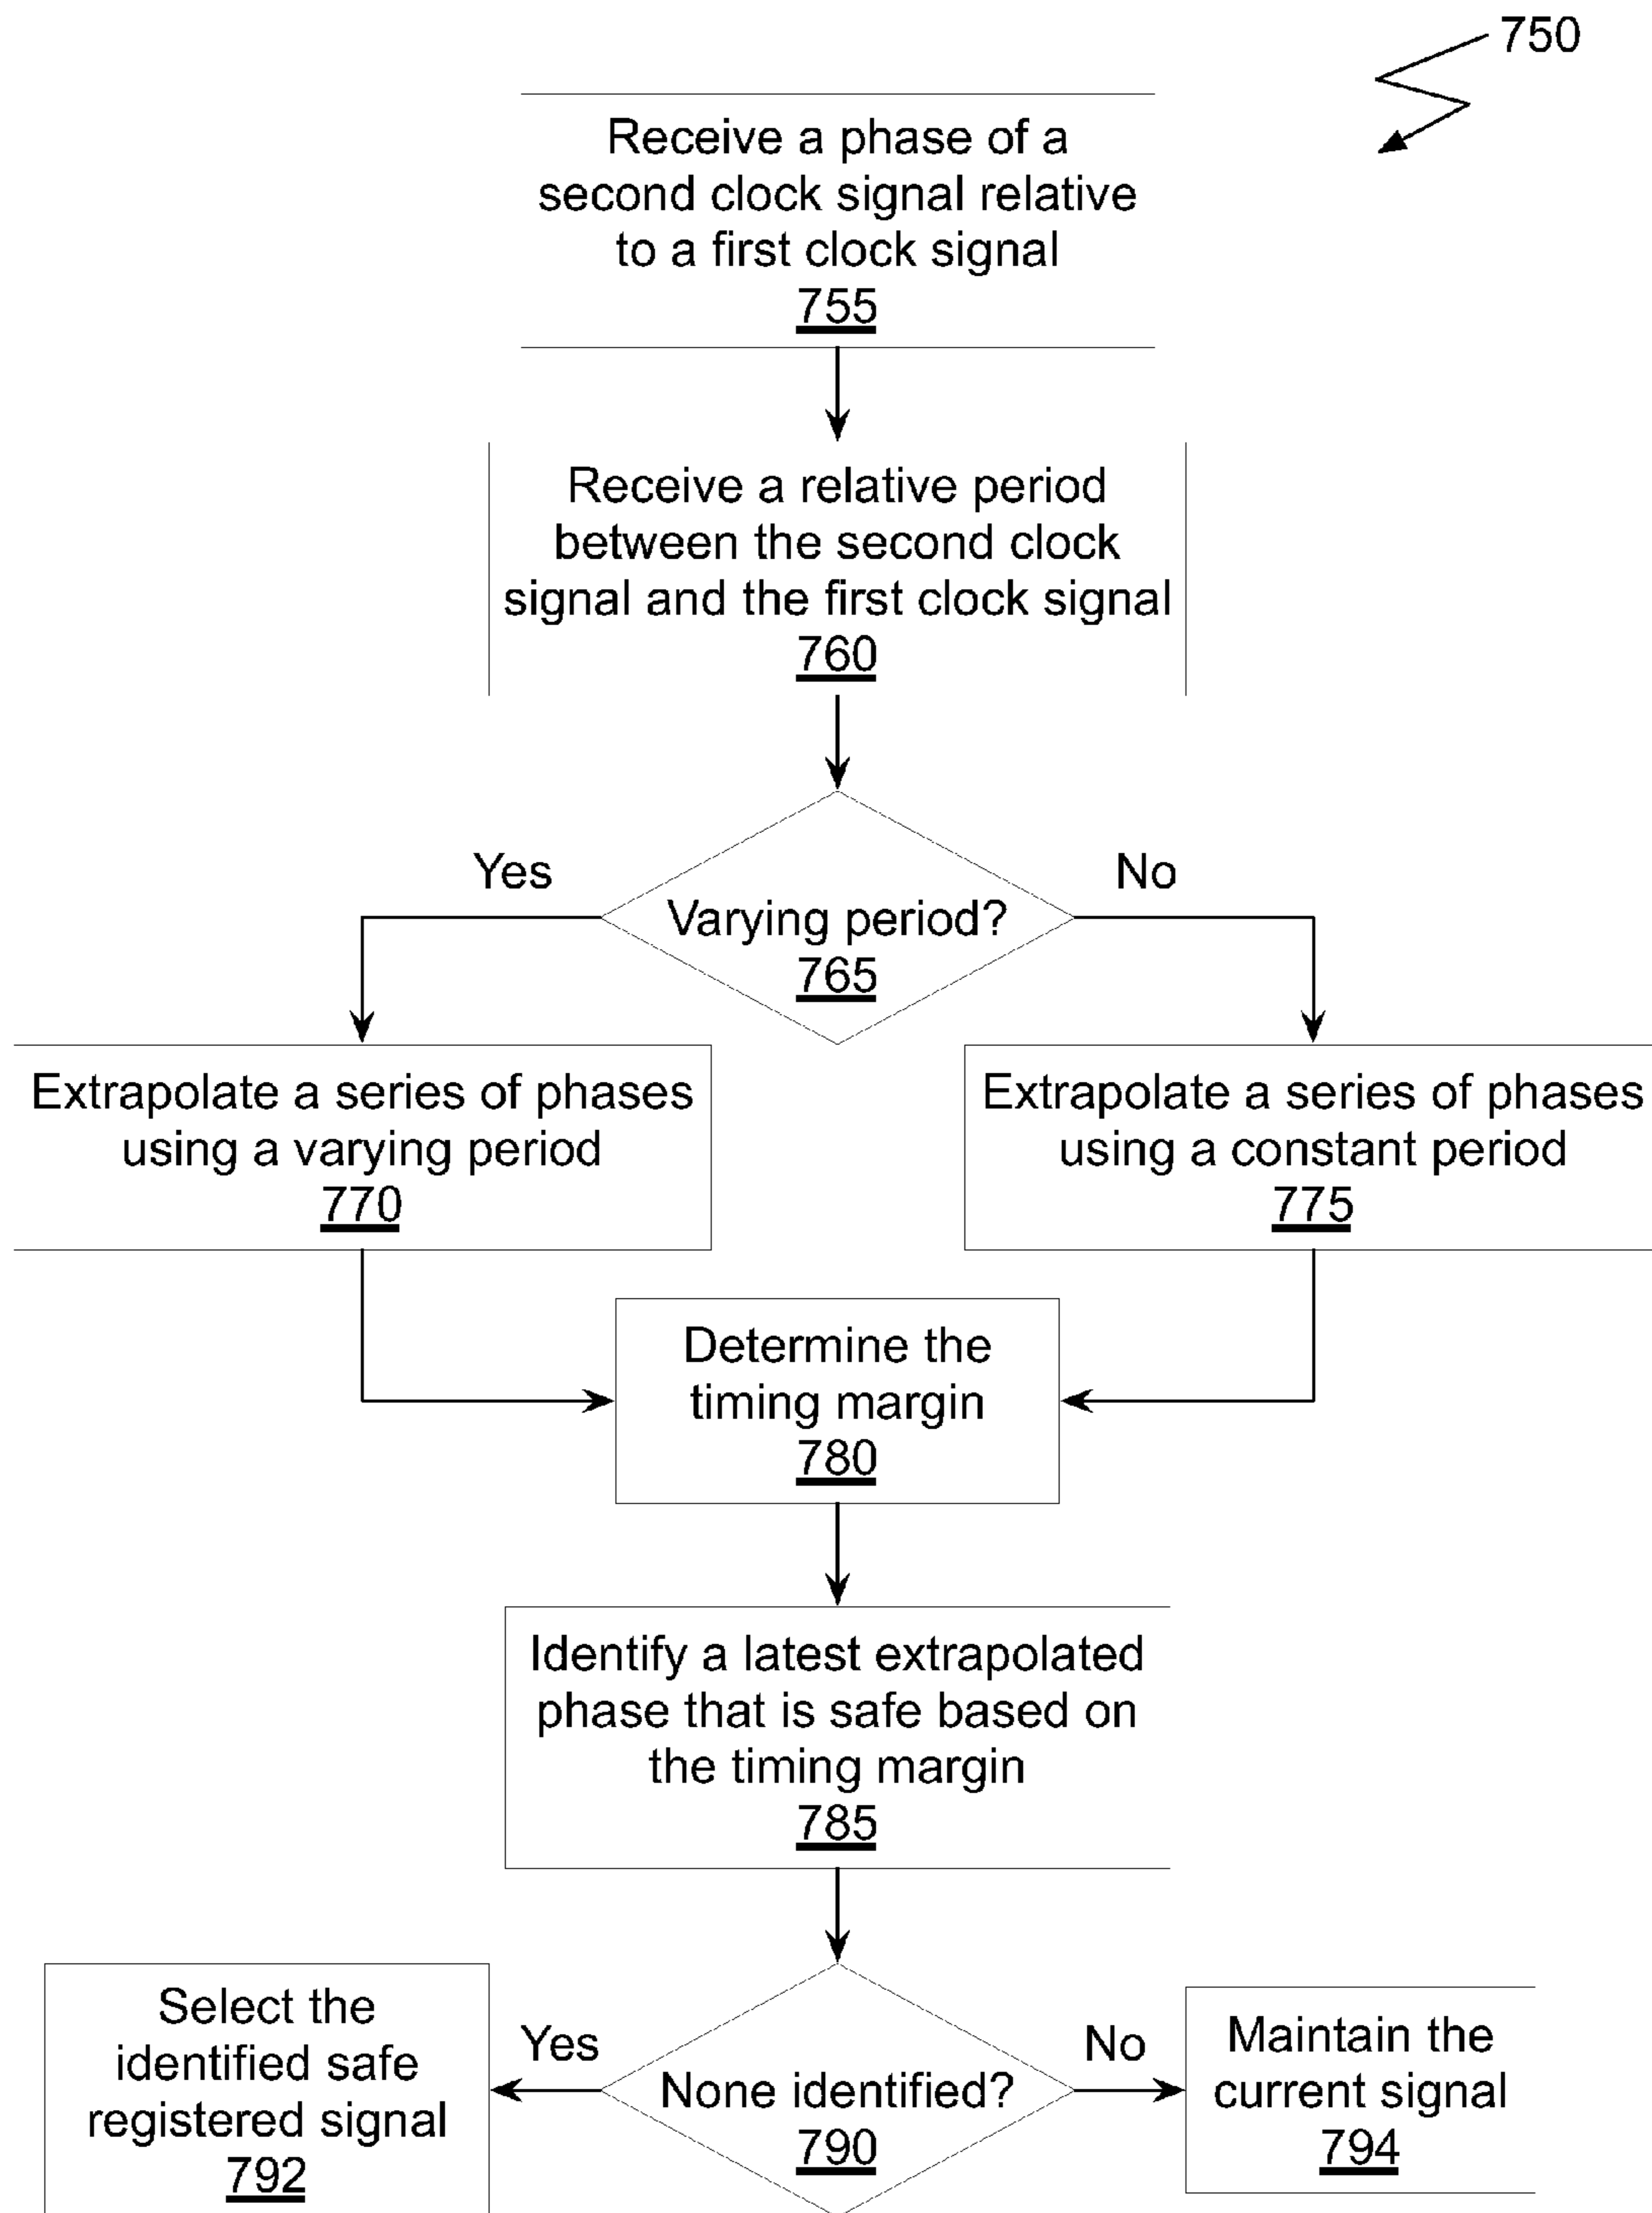 750
Receive a phase of a
second clock signal relative
to a first clock signal
755
Receive a relative period
between the second clock
signal and the first clock signal
760
Yes
No
Varying period?
765
Extrapolate a series of phases
using a varying period
770
Extrapolate a series of phases
using a constant period
775
Determine the
timing margin
780
Identify a latest extrapolated
phase that is safe based on
the timing margin
785
Select the
identified safe
registered signal
792
Yes
None identified?
790
No
Maintain the
current signal
794